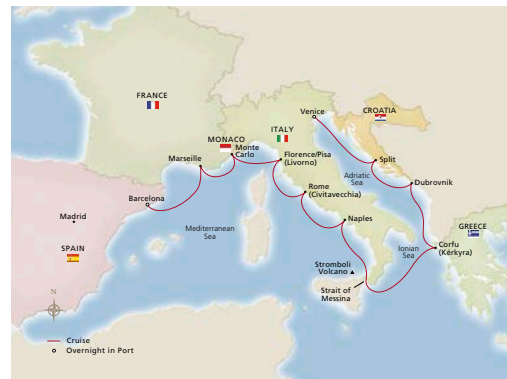 FRANCE
CROATIA
Venice
ITALY
MONACO
Monte
Carlo
Marseille
Florence/Pisa
(Livorno)
Split
Adriatic
Sea
Dubrovnik
Rome
(Civitavecchia)
Barcelona
Madrid
Naples
Mediterranean
Sea
GREECE
SPAIN
Ionian
Sea
Corfu
(Kérkyra)
Stromboli
Volcano
Strait of
Messina
N
Cruise
Overnight in Port